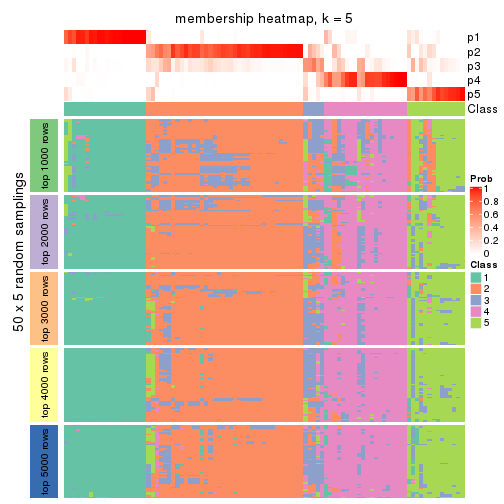 membership heatmap, k = 5
p1
p2
p3
p4
p5
Class
50 x 5 random samplings
top 1000 rows
top 2000 rows
top 3000 rows
top 4000 rows
top 5000 rows
Prob
1
0.8
0.6
0.4
0.2
0
Class
1
2
3
4
5